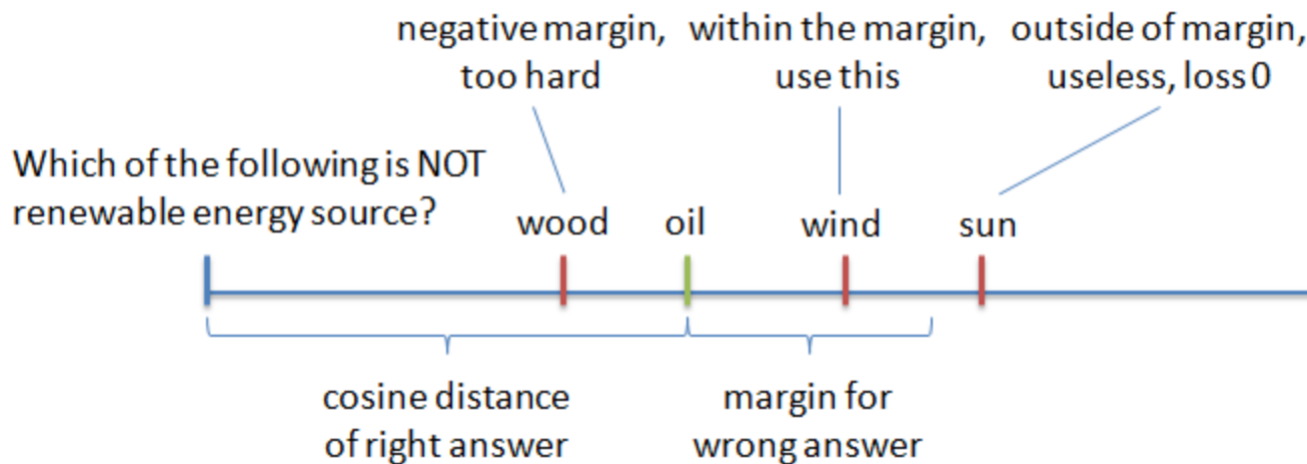 negative margin,
too hard
within the margin,
use this
outside of margin,
useless, loss 0
Which of the following is NOT
renewable energy source?
wood
oil
wind
sun
cosine distance
of right answer
margin for
wrong answer